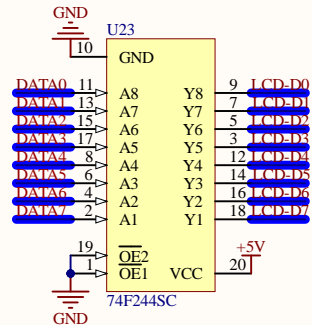 GND
U23
10 GND
DATA0 11 A8 Y8 9 LCD-D0
DATA1 13 A7 Y7 7 LCD-D1
DATA2 15 A6 Y6 5 LCD-D2
DATA3 17 A5 Y5 3 LCD-D3
DATA4 8 A4 Y4 12 LCD-D4
DATA5 6 A3 Y3 14 LCD-D5
DATA6 4 A2 Y2 16 LCD-D6
DATA7 2 A1 Y1 18 LCD-D7
+5V
19 OE2
1 OE1 VCC 20
74F244SC
GND